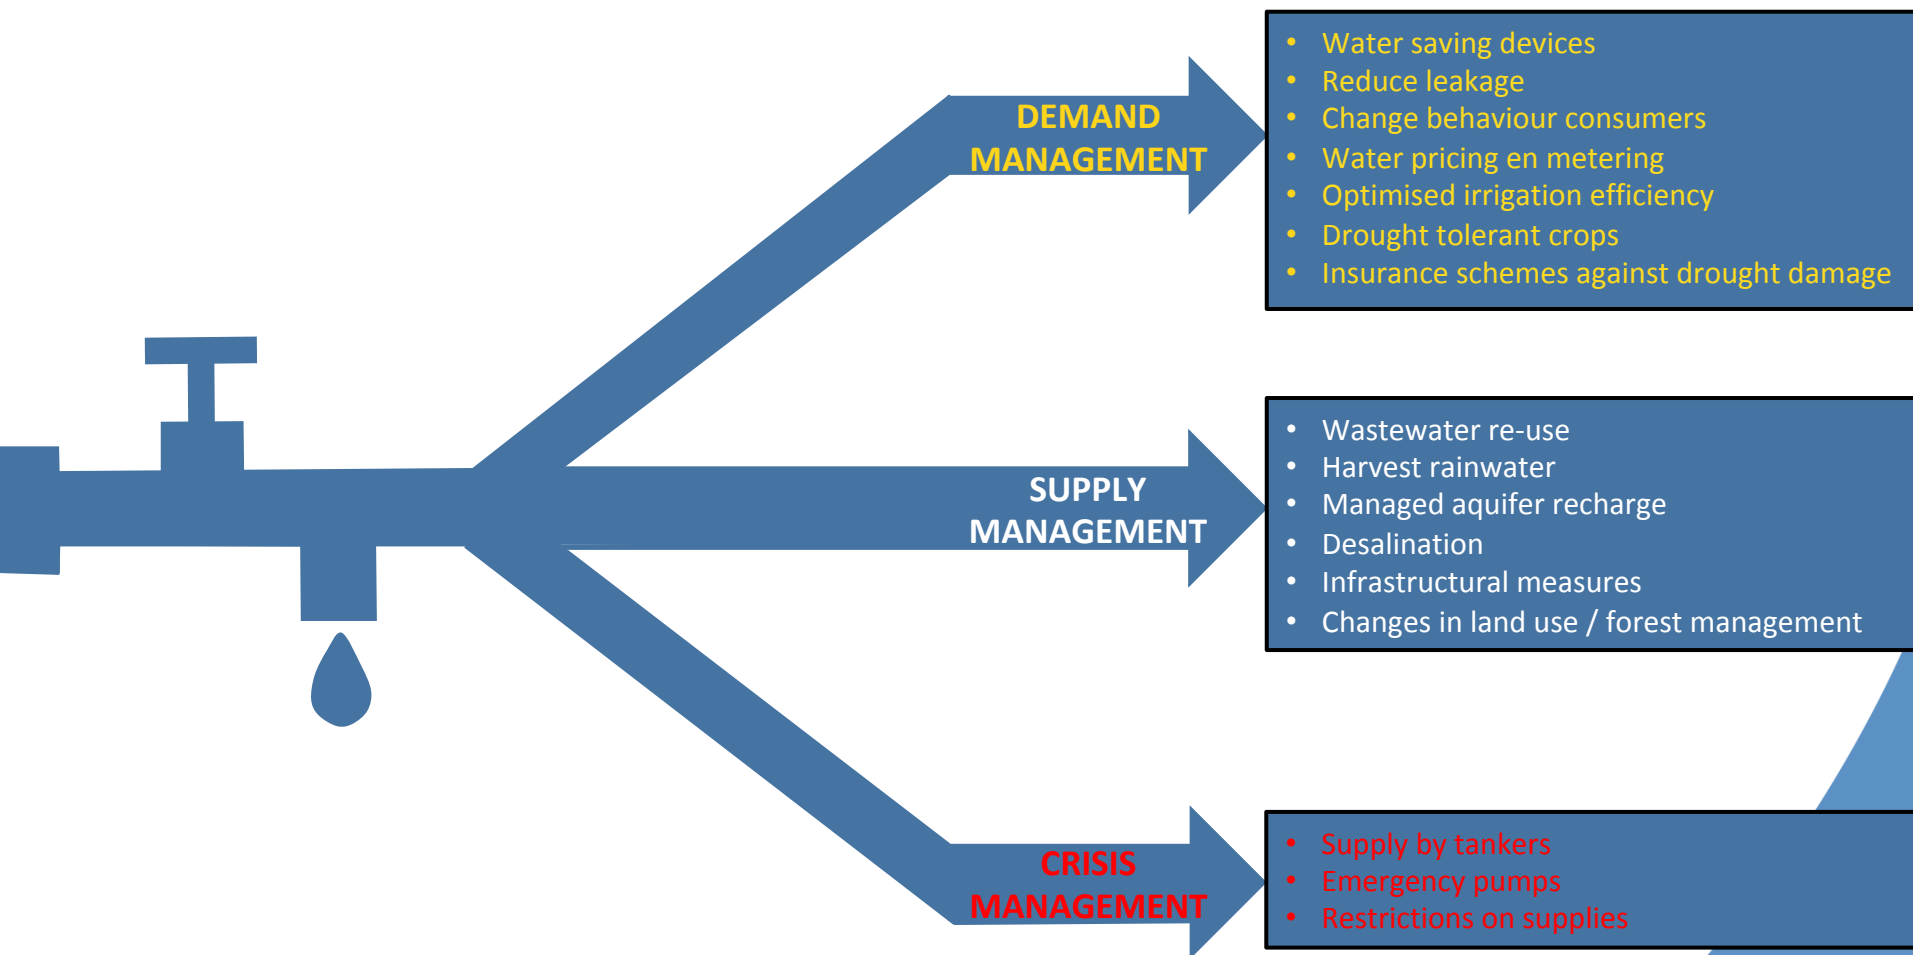 DEMAND
MANAGEMENT
• Water saving devices
• Reduce leakage
• Change behaviour consumers
• Water pricing en metering
• Optimised irrigation efficiency
• Drought tolerant crops
• Insurance schemes against drought damage
SUPPLY
MANAGEMENT
• Wastewater re-use
• Harvest rainwater
• Managed aquifer recharge
• Desalination
• Infrastructural measures
• Changes in land use / forest management
CRISIS
MANAGEMENT
• Supply by tankers
• Emergency pumps
• Restrictions on supplies